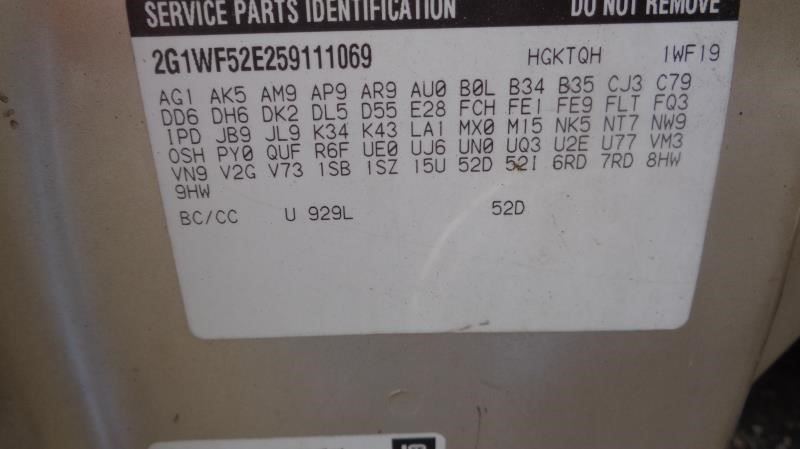 SERVICE PARTS IDENTIFICATION DO NOT REMOVE
2G1WF52E259111069 HGKTQH 1WF19
AG1 AK5 AM9 AP9 AR9 AU0 B0L B34 B35 CJ3 C79
DD6 DH6 DK2 DL5 D55 E28 FCH FE1 FE9 FLT FQ3
IPD JB9 JL9 K34 K43 LA1 MX0 M15 NK5 NT7 NW9
OSH PY0 QUF R6F UE0 UJ6 UN0 UQ3 U2E U77 VM3
VN9 V2G V73 1SB 1SZ 15U 52D 52I 6RD 7RD 8HW
9HW
BC/CC U 929L 52D